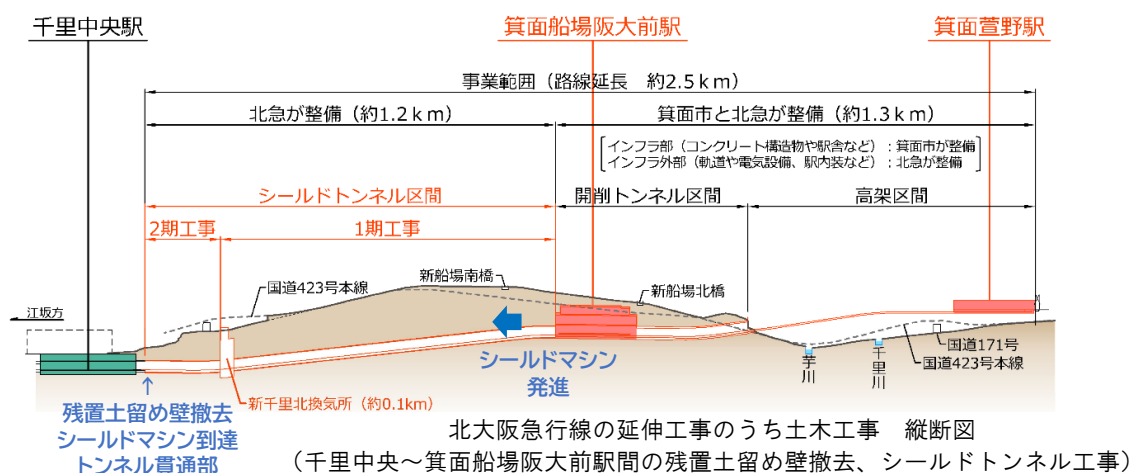 千里中央駅
箕面船場阪大前駅
箕面萱野駅
事業範囲（路線延長　約2.5ｋｍ）
北急が整備（約1.2ｋｍ）
箕面市と北急が整備（約1.3ｋｍ）
インフラ部（コンクリート構造物や駅舎など）；箕面市が整備
インフラ外部（軌道や電気設備、駅内装など）；北急が整備
シールドトンネル区間
開削トンネル区間
高架区間
2期工事
1期工事
国道423号本線
新船場南橋
新船場北橋
江坂方
シールドマシン
発進
芋川
千里川
国道171号
国道423号本線
新千里北換気所（約0.1km）
残置土留め壁撤去
シールドマシン到達
トンネル貫通部
北大阪急行線の延伸工事のうち土木工事　縦断図
（千里中央～箕面船場阪大前駅間の残置土留め壁撤去、シールドトンネル工事）